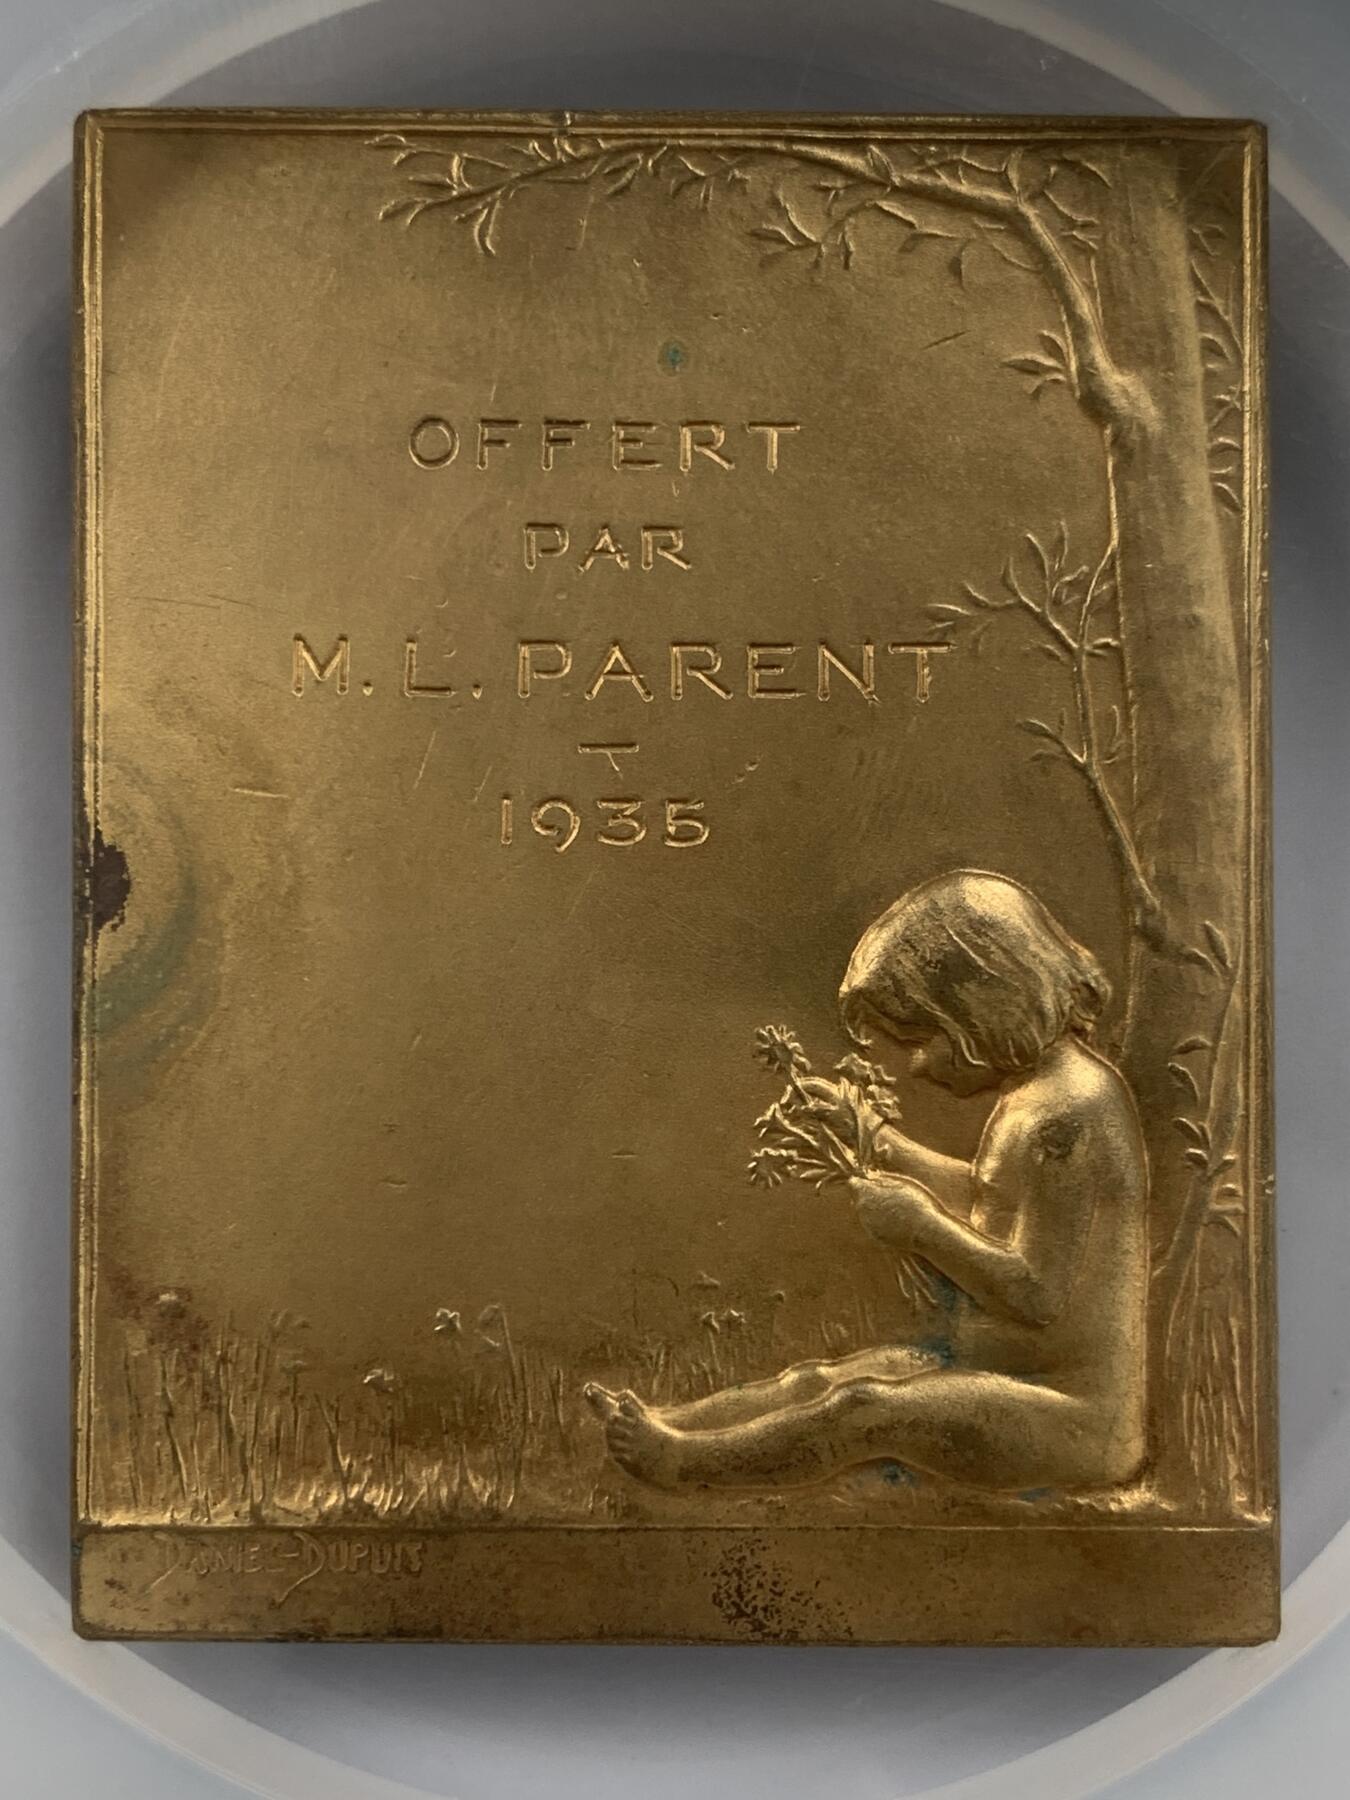 OFFERT
PAR
M. L. PARENT
1935
DANIEL-DUPUIS